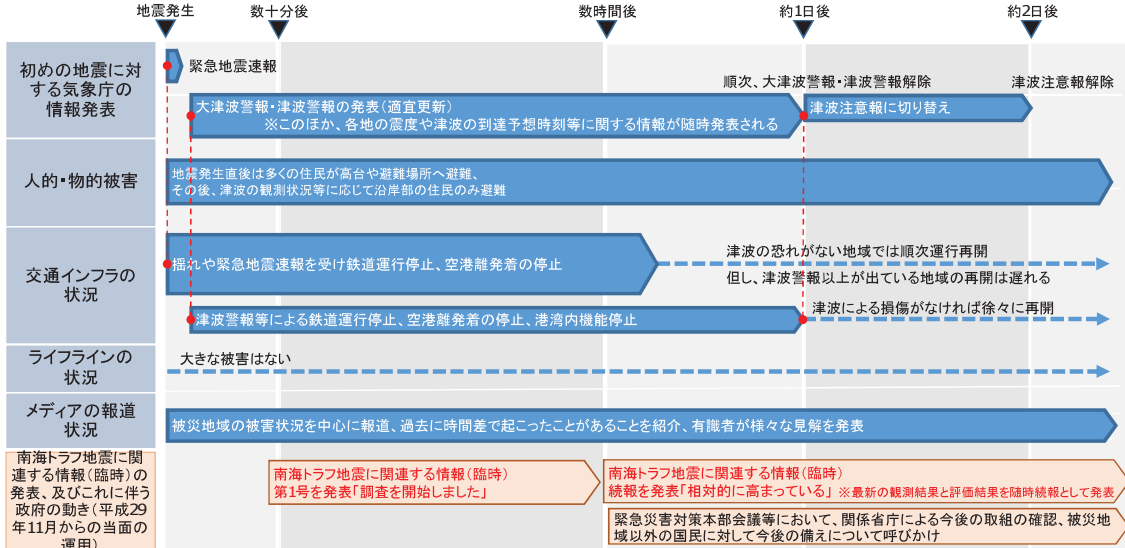 地震発生
数十分後
数時間後
約1日後
約2日後
初めの地震に対
する気象庁の
情報発表
緊急地震速報
順次、大津波警報・津波警報解除
津波注意報解除
大津波警報・津波警報の発表(適宜更新)
※このほか、各地の震度や津波の到達予想時刻等に関する情報が随時発表される
津波注意報に切り替え
人的・物的被害
地震発生直後は多くの住民が高台や避難場所へ避難、
その後、津波の観測状況等に応じて沿岸部の住民のみ避難
交通インフラの
状況
揺れや緊急地震速報を受け鉄道運行停止、空港離発着の停止
津波の恐れがない地域では順次運行再開
但し、津波警報以上が出ている地域の再開は遅れる
津波警報等による鉄道運行停止、空港離発着の停止、港湾内機能停止
津波による損傷がなければ徐々に再開
ライフラインの
状況
大きな被害はない
メディアの報道
状況
被災地域の被害状況を中心に報道、過去に時間差で起こったことがあることを紹介、有識者が様々な見解を発表
南海トラフ地震に関
連する情報(臨時)の
発表、及びこれに伴う
政府の動き(平成29
年11月からの当面の
運用)
南海トラフ地震に関連する情報(臨時)
第1号を発表「調査を開始しました」
南海トラフ地震に関連する情報(臨時)
続報を発表「相対的に高まっている」 ※最新の観測結果と評価結果を随時続報として発表
緊急災害対策本部会議等において、関係省庁による今後の取組の確認、被災地
域以外の国民に対して今後の備えについて呼びかけ